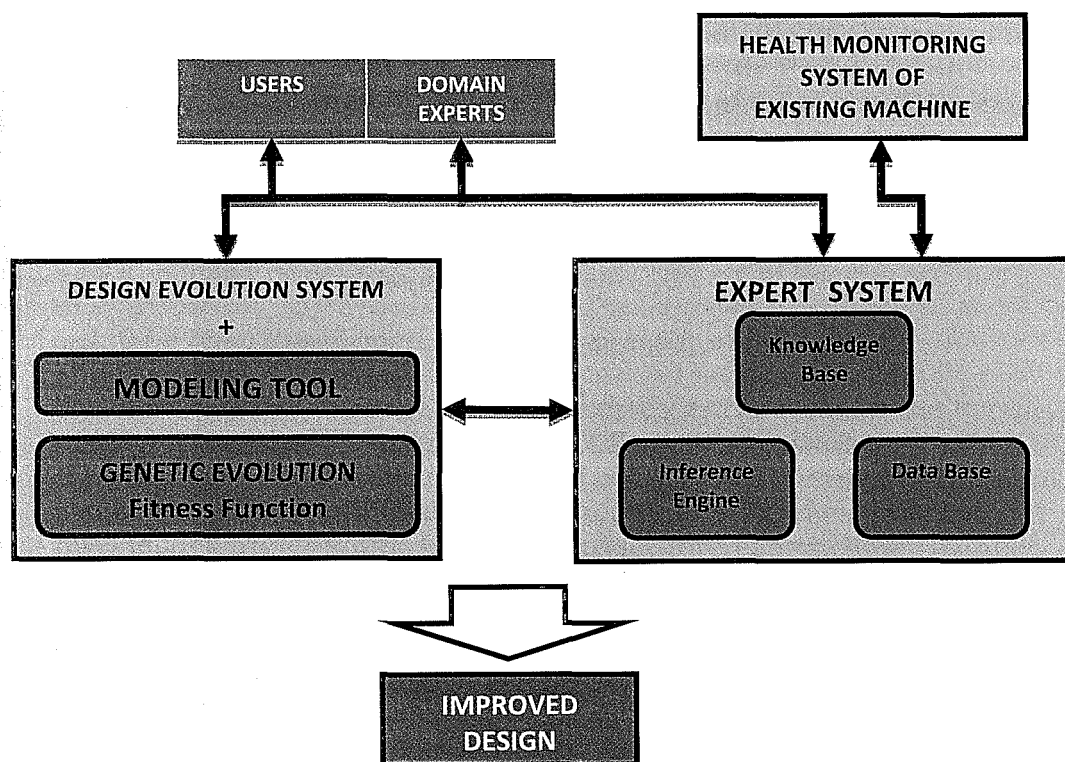 USERS
DOMAIN
EXPERTS
HEALTH MONITORING
SYSTEM OF
EXISTING MACHINE
DESIGN EVOLUTION SYSTEM
+
MODELING TOOL
GENETIC EVOLUTION
Fitness Function
EXPERT SYSTEM
Knowledge
Base
Inference
Engine
Data Base
IMPROVED
DESIGN